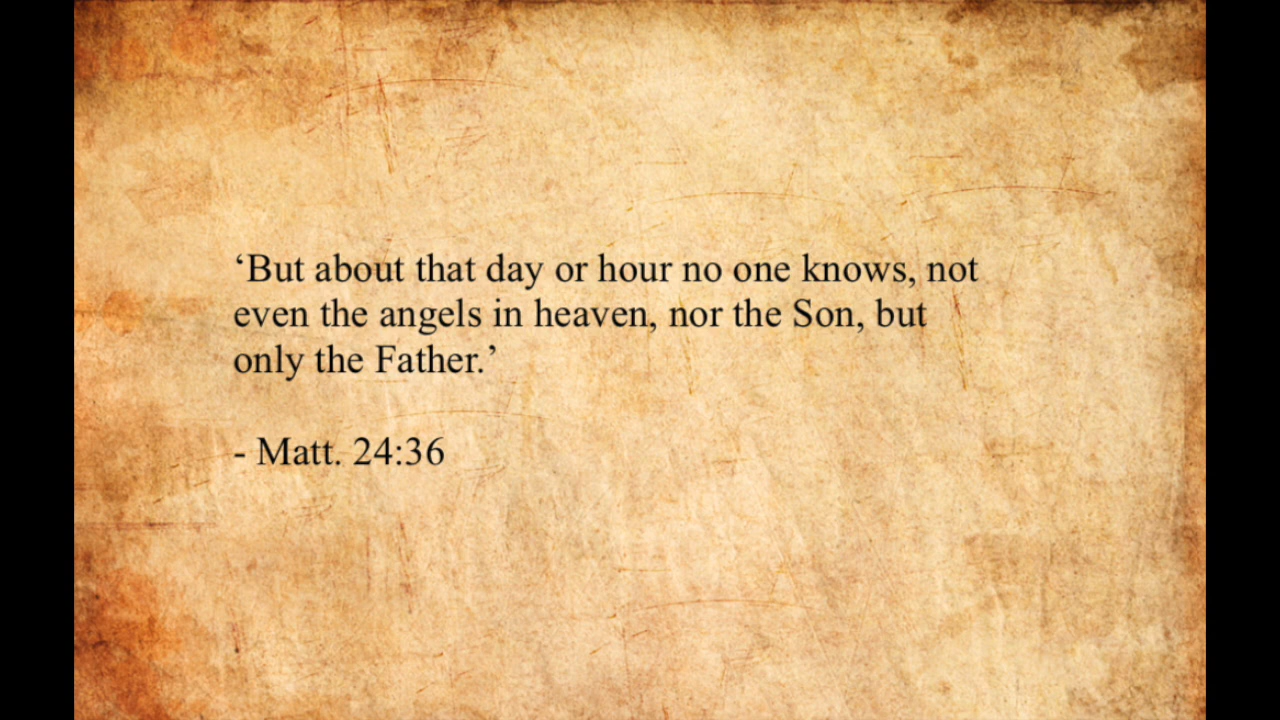 ‘But about that day or hour no one knows, not
even the angels in heaven, nor the Son, but
only the Father.’
- Matt. 24:36